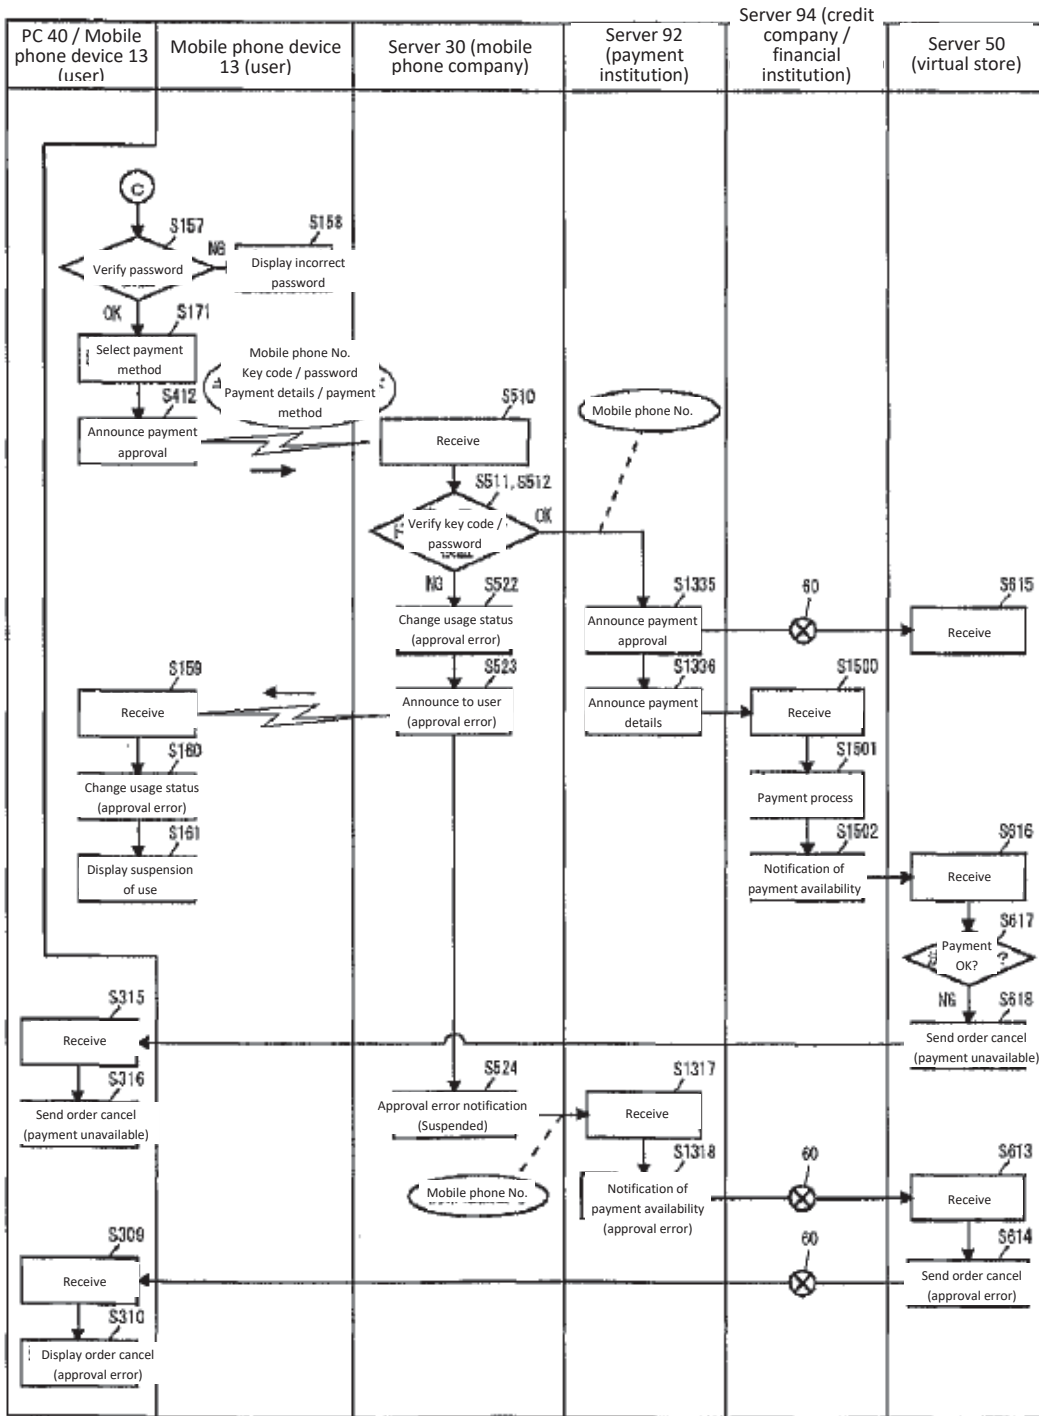 PC 40 / Mobile
phone device 13
(user)
Mobile phone device
13 (user)
Server 30 (mobile
phone company)
Server 92
(payment
institution)
Server 94 (credit
company /
financial
institution)
Server 50
(virtual store)
C
S157
Verify password
NG
S158
Display incorrect
password
OK
S171
Select payment
method
Mobile phone No.
Key code / password
Payment details / payment
method
S412
Announce payment
approval
S510
Receive
Mobile phone No.
S511, S512
Verify key code /
password
OK
NG
S522
Change usage status
(approval error)
S1335
Announce payment
approval
60
S615
Receive
S159
Receive
S523
Announce to user
(approval error)
S1336
Announce payment
details
S1500
Receive
S160
Change usage status
(approval error)
S1501
Payment process
S161
Display suspension
of use
S1502
Notification of
payment availability
S616
Receive
S617
Payment
OK?
?
NG
S618
Send order cancel
(payment unavailable)
S315
Receive
S316
Send order cancel
(payment unavailable)
S524
Approval error notification
(Suspended)
S1317
Receive
Mobile phone No.
S1318
Notification of
payment availability
(approval error)
60
S613
Receive
S309
Receive
60
S614
Send order cancel
(approval error)
S310
Display order cancel
(approval error)